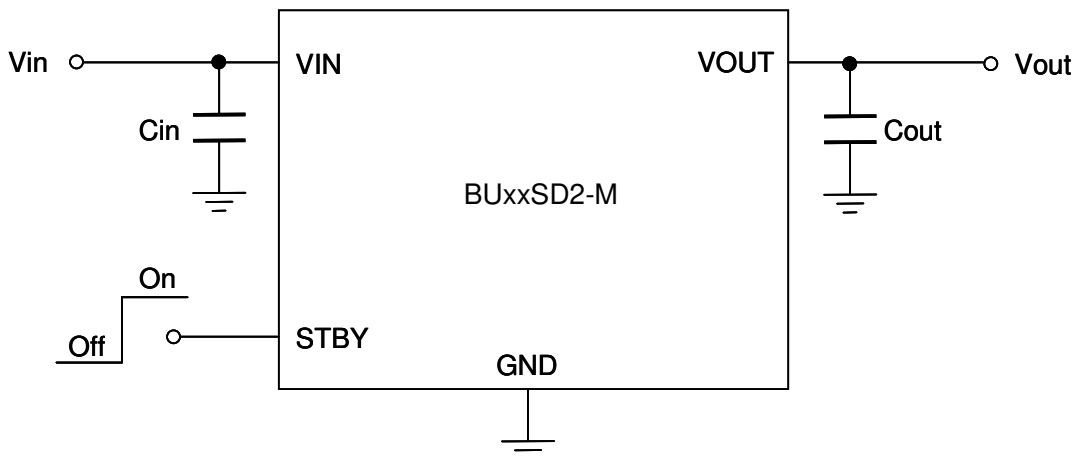 Vin
VIN
VOUT
Vout
Cin
Cout
BUxxSD2-M
On
Off
STBY
GND